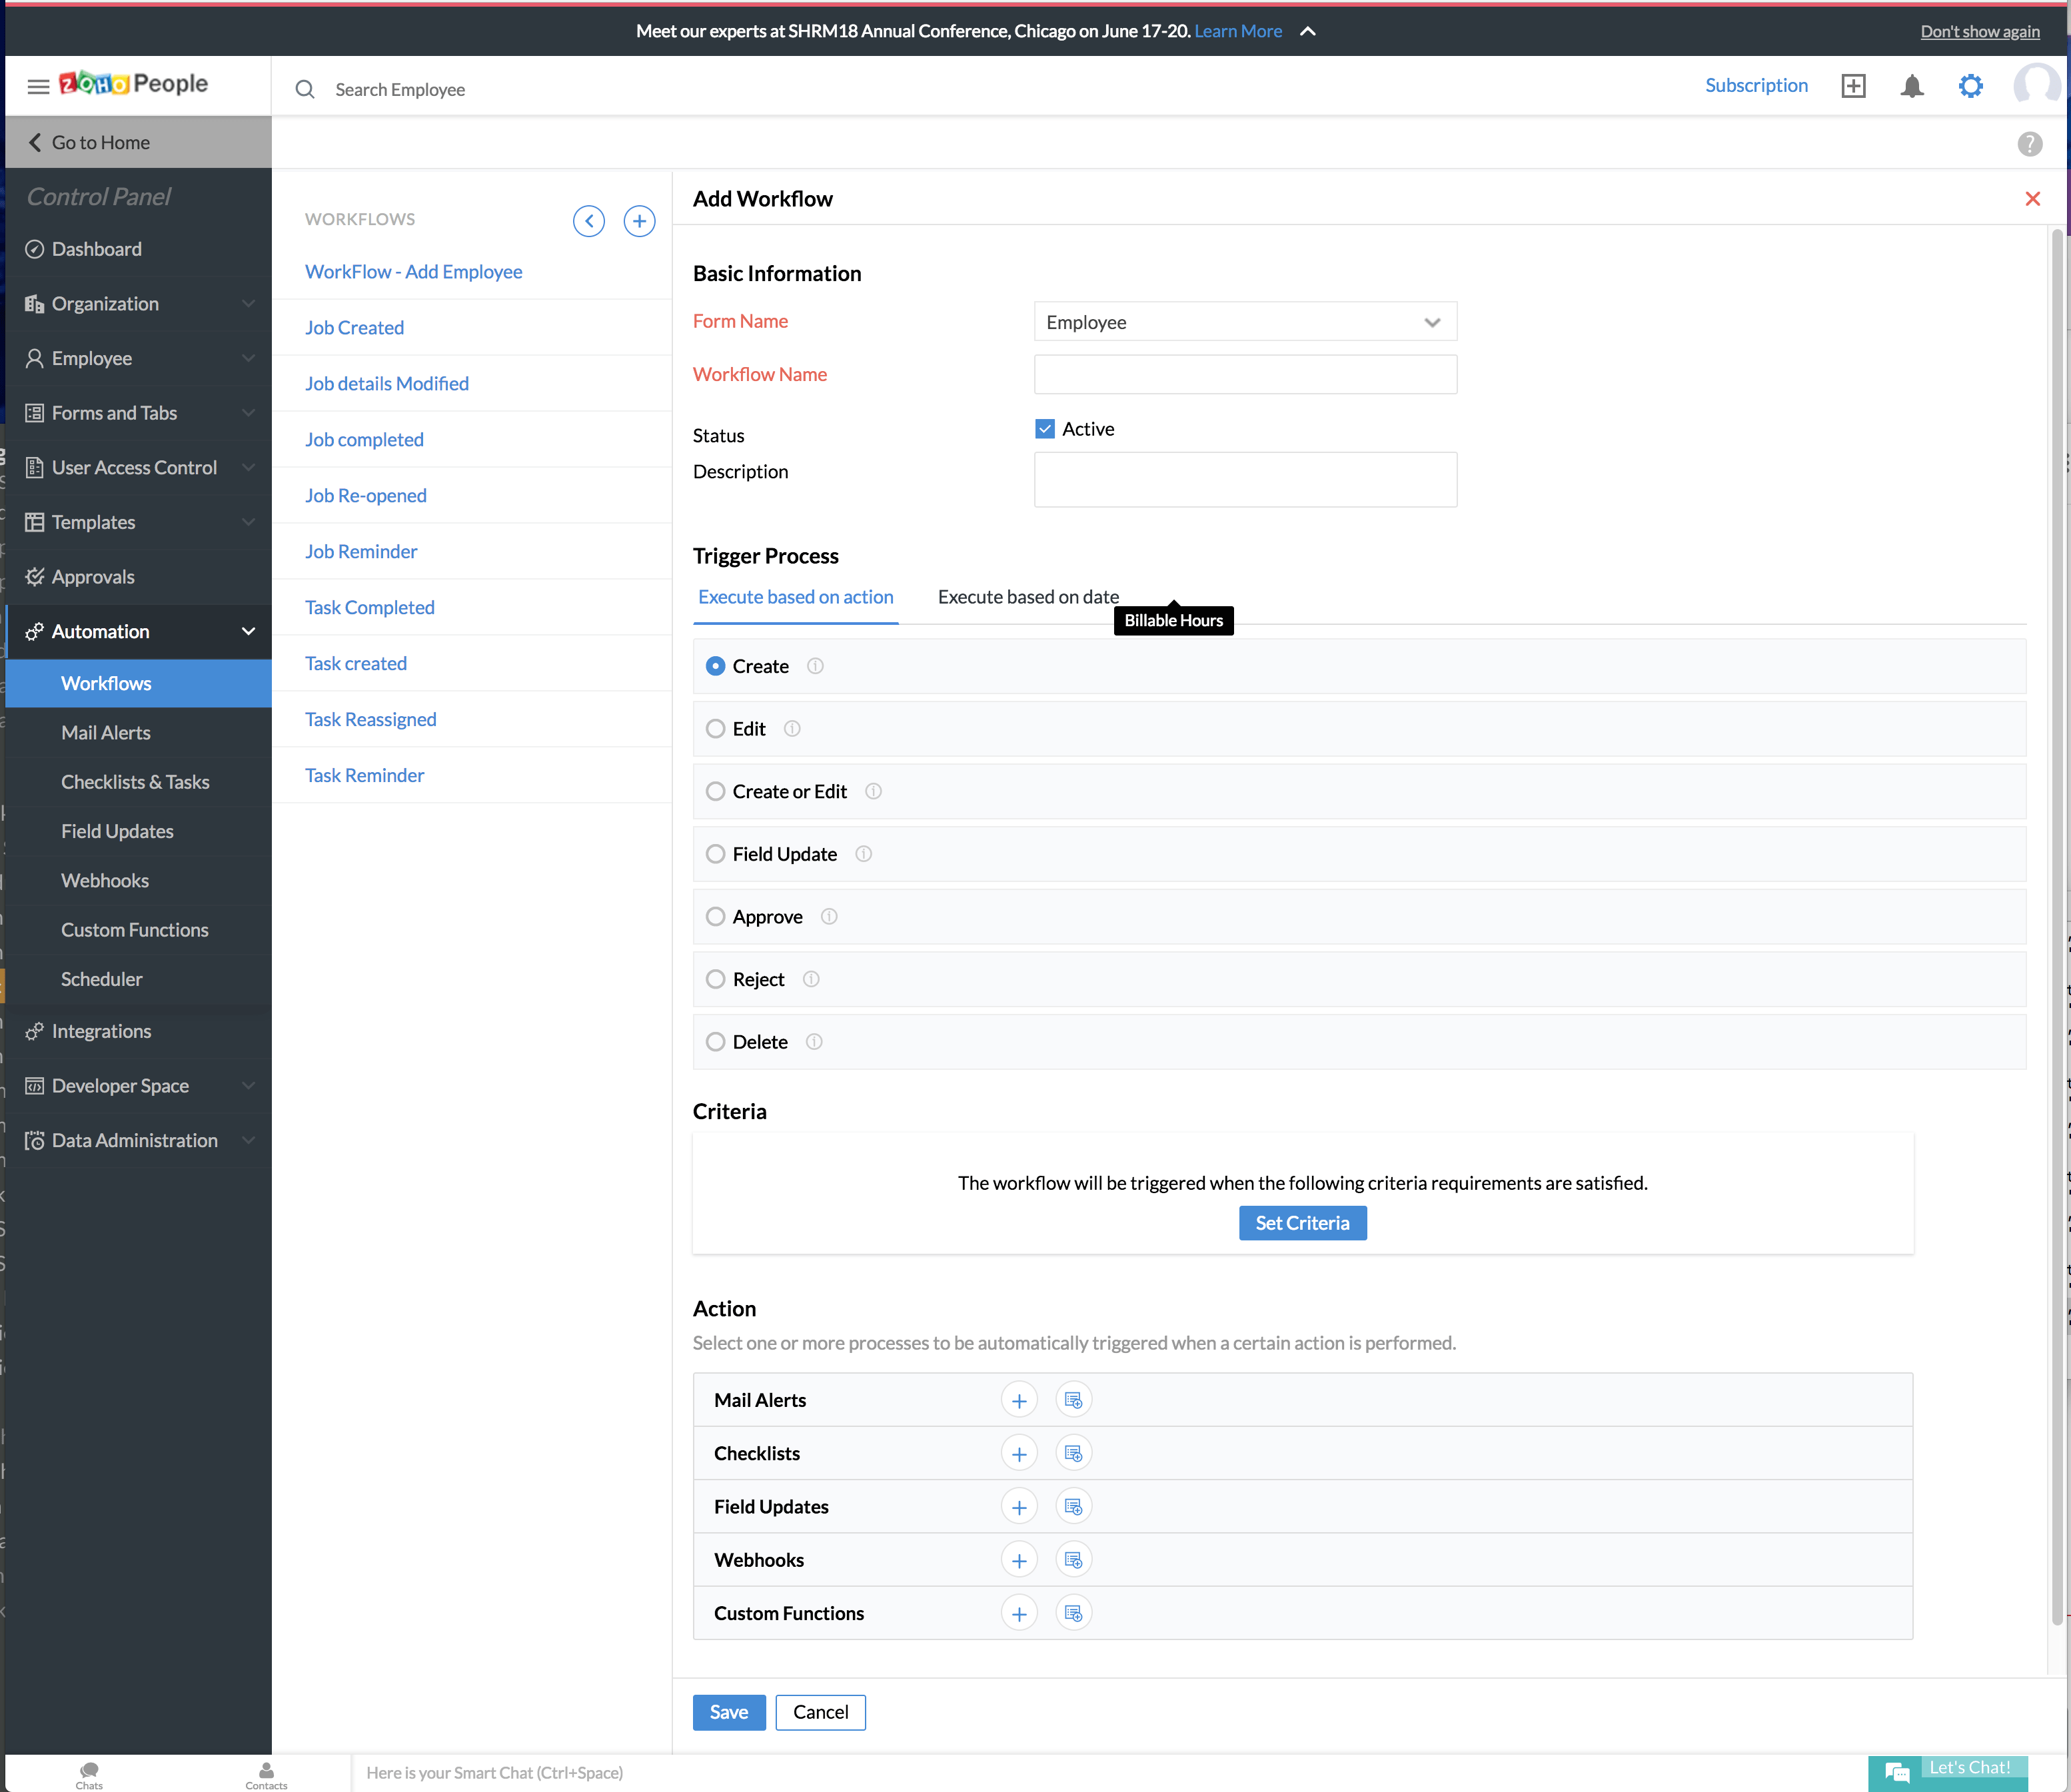 Meet our experts at SHRM18 Annual Conference, Chicago on June 17-20. Learn More
Don't show again
ZOHO People
Search Employee
Subscription
Go to Home
?
Control Panel
Dashboard
Organization
Employee
Forms and Tabs
User Access Control
Templates
Approvals
Automation
Workflows
Mail Alerts
Checklists & Tasks
Field Updates
Webhooks
Custom Functions
Scheduler
Integrations
Developer Space
Data Administration
WORKFLOWS
WorkFlow - Add Employee
Job Created
Job details Modified
Job completed
Job Re-opened
Job Reminder
Task Completed
Task created
Task Reassigned
Task Reminder
Add Workflow
Basic Information
Form Name
Employee
Workflow Name
Status
Active
Description
Trigger Process
Execute based on action
Execute based on date
Billable Hours
Create
Edit
Create or Edit
Field Update
Approve
Reject
Delete
Criteria
The workflow will be triggered when the following criteria requirements are satisfied.
Set Criteria
Action
Select one or more processes to be automatically triggered when a certain action is performed.
Mail Alerts
Checklists
Field Updates
Webhooks
Custom Functions
Save
Cancel
Chats
Contacts
Here is your Smart Chat (Ctrl+Space)
Let's Chat!